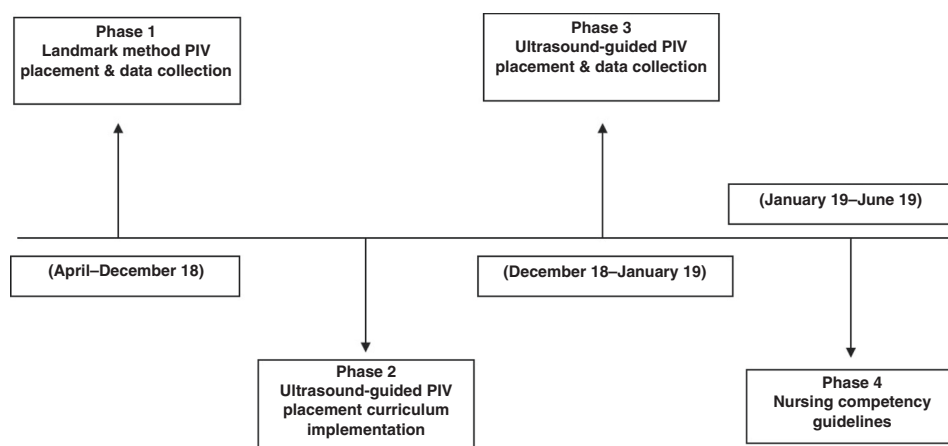 Phase 1
Landmark method PIV
placement & data collection
Phase 3
Ultrasound-guided PIV
placement & data collection
(January 19–June 19)
(April–December 18)
(December 18–January 19)
Phase 2
Ultrasound-guided PIV
placement curriculum
implementation
Phase 4
Nursing competency
guidelines